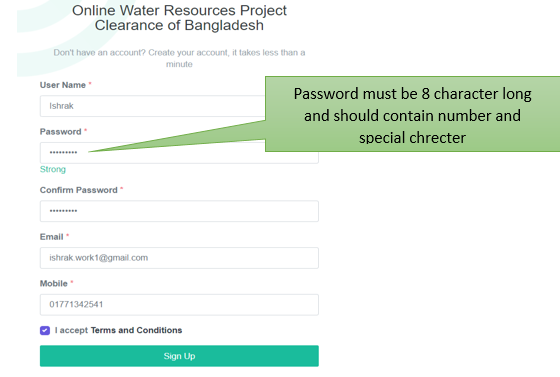 Online Water Resources Project
Clearance of Bangladesh
Don't have an account? Create your account, it takes less than a
minute
User Name *
Ishrak
Password *
•••••••••
Strong
Password must be 8 character long
and should contain number and
special chrecter
Confirm Password *
•••••••••
Email *
ishrak.work1@gmail.com
Mobile *
01771342541
I accept Terms and Conditions
Sign Up